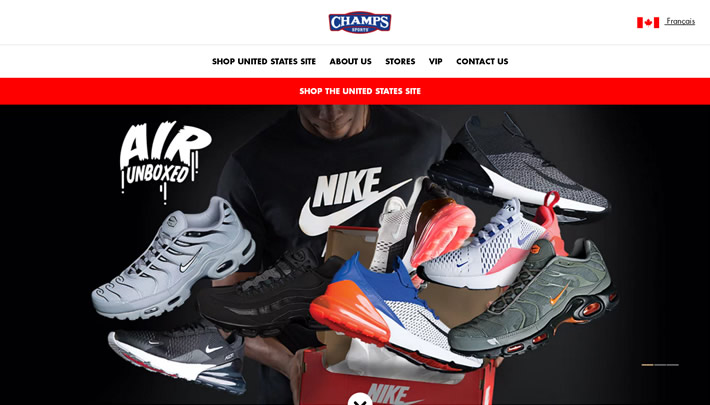 CHAMPS
SPORTS
Français
SHOP UNITED STATES SITE ABOUT US STORES VIP CONTACT US
SHOP THE UNITED STATES SITE
AIR
UNBOXED
NIKE
NIKE